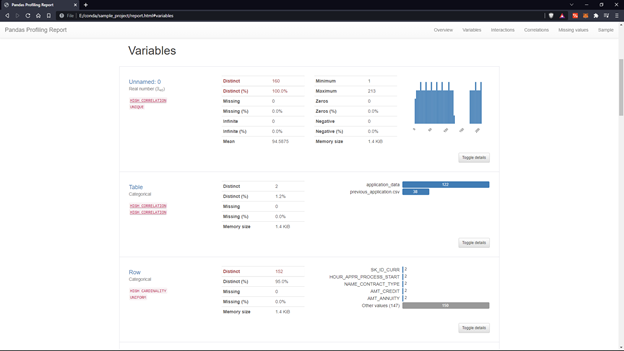 Pandas Profiling Report
File E:/conda/sample_project/report.html#variables
Pandas Profiling Report Overview Variables Interactions Correlations Missing values Sample
Variables
Unnamed: 0
Real number (ℝ≥0)
HIGH CORRELATION
UNIQUE
Distinct 160
Distinct (%) 100.0%
Missing 0
Missing (%) 0.0%
Infinite 0
Infinite (%) 0.0%
Mean 94.5875
Minimum 1
Maximum 213
Zeros 0
Zeros (%) 0.0%
Negative 0
Negative (%) 0.0%
Memory size 1.4 KiB
Toggle details
Table
Categorical
HIGH CORRELATION
HIGH CORRELATION
Distinct 2
Distinct (%) 1.2%
Missing 0
Missing (%) 0.0%
Memory size 1.4 KiB
application_data 122
previous_application.csv 38
Toggle details
Row
Categorical
HIGH CARDINALITY
UNIFORM
Distinct 152
Distinct (%) 95.0%
Missing 0
Missing (%) 0.0%
Memory size 1.4 KiB
SK_ID_CURR 2
HOUR_APPR_PROCESS_START 2
NAME_CONTRACT_TYPE 2
AMT_CREDIT 2
AMT_ANNUITY 2
Other values (147) 150
Toggle details